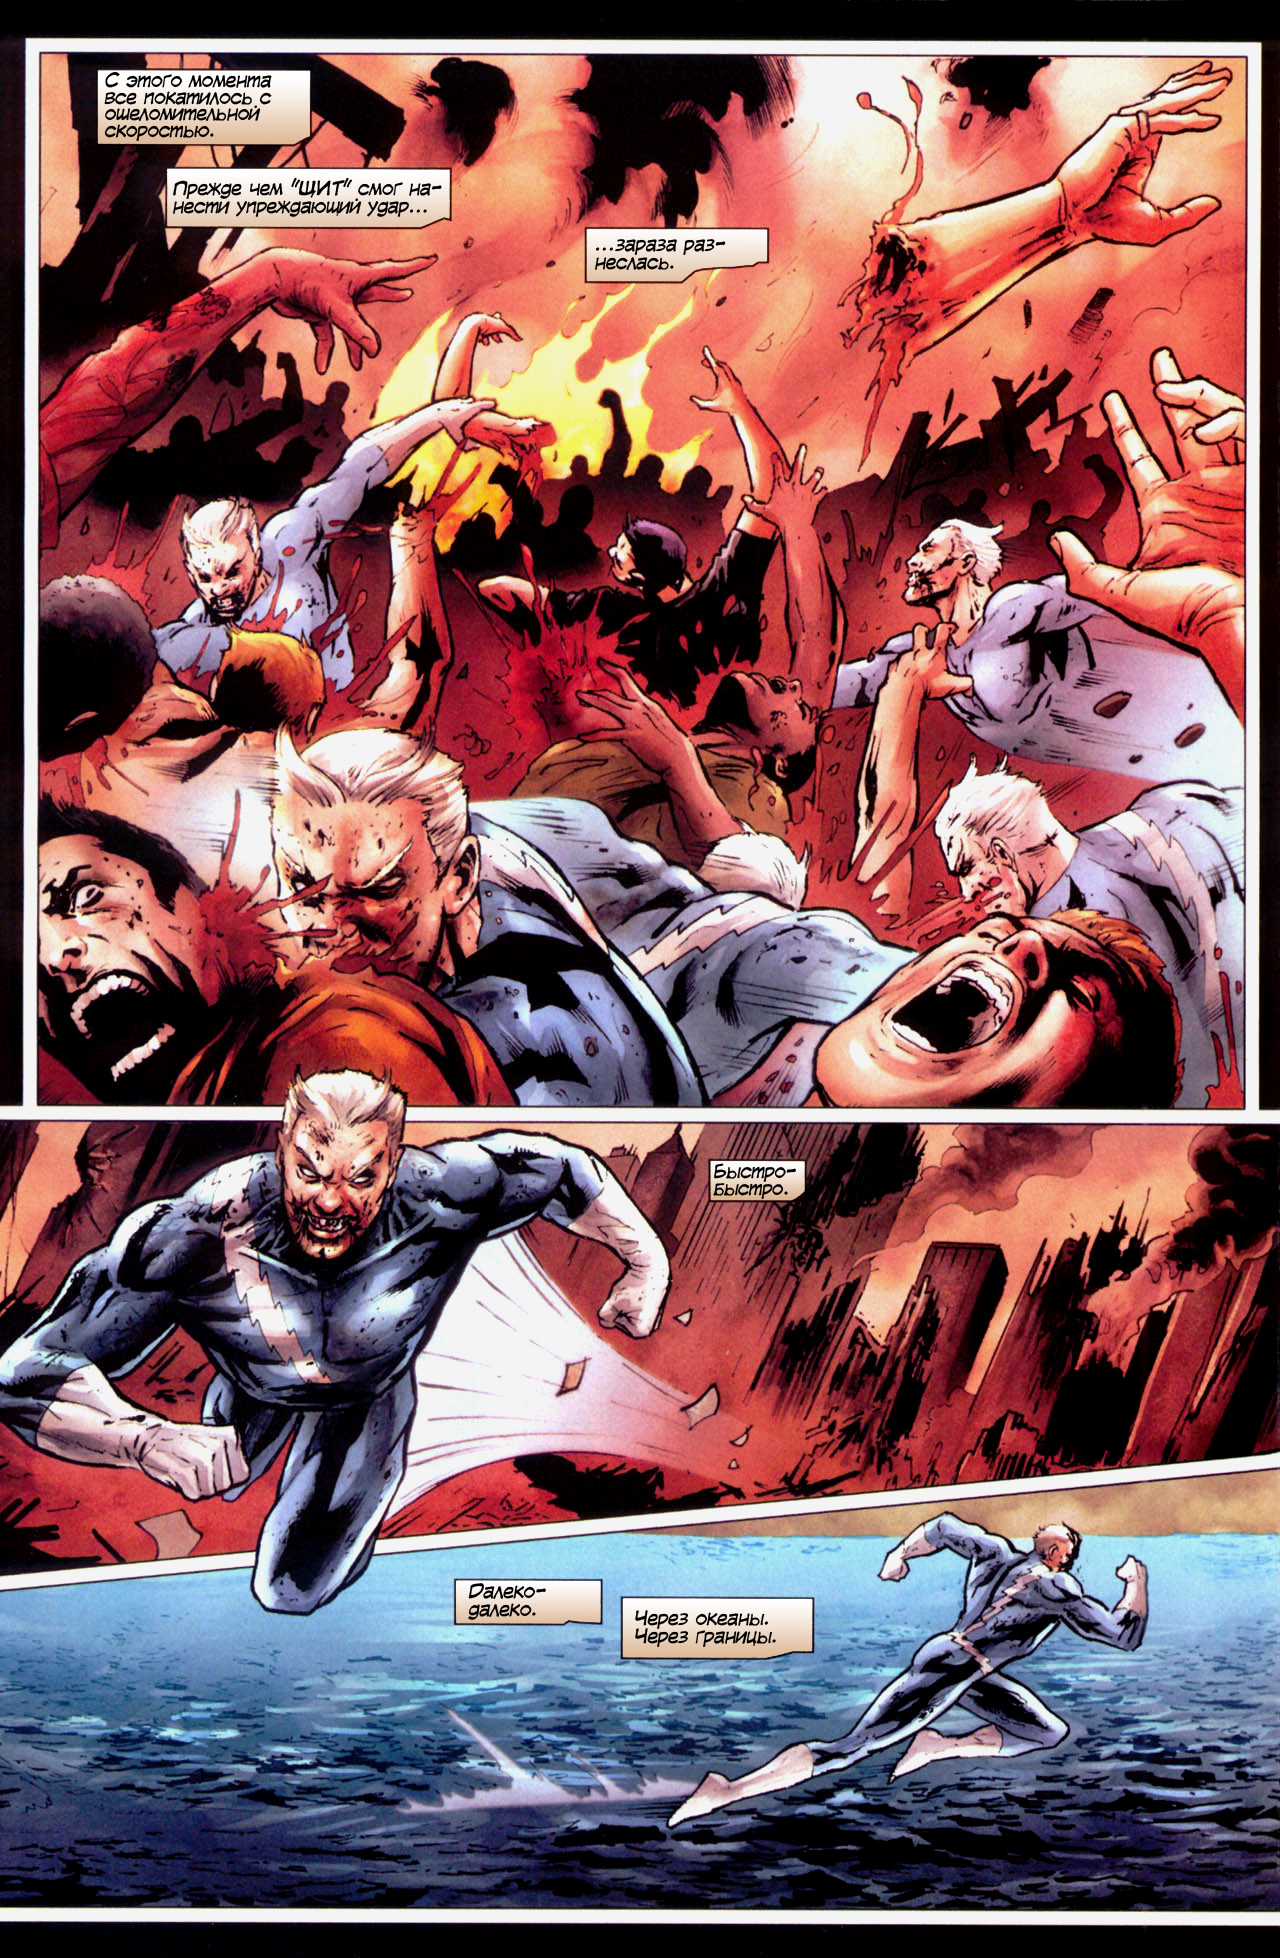 С этого момента
все покатилось с
ошеломительной
скоростью.
Прежде чем "ЩИТ" смог на-
нести упреждающий удар...
...зараза раз-
неслась.
Быстро-
быстро.
Далеко-
далеко.
Через океаны.
Через границы.